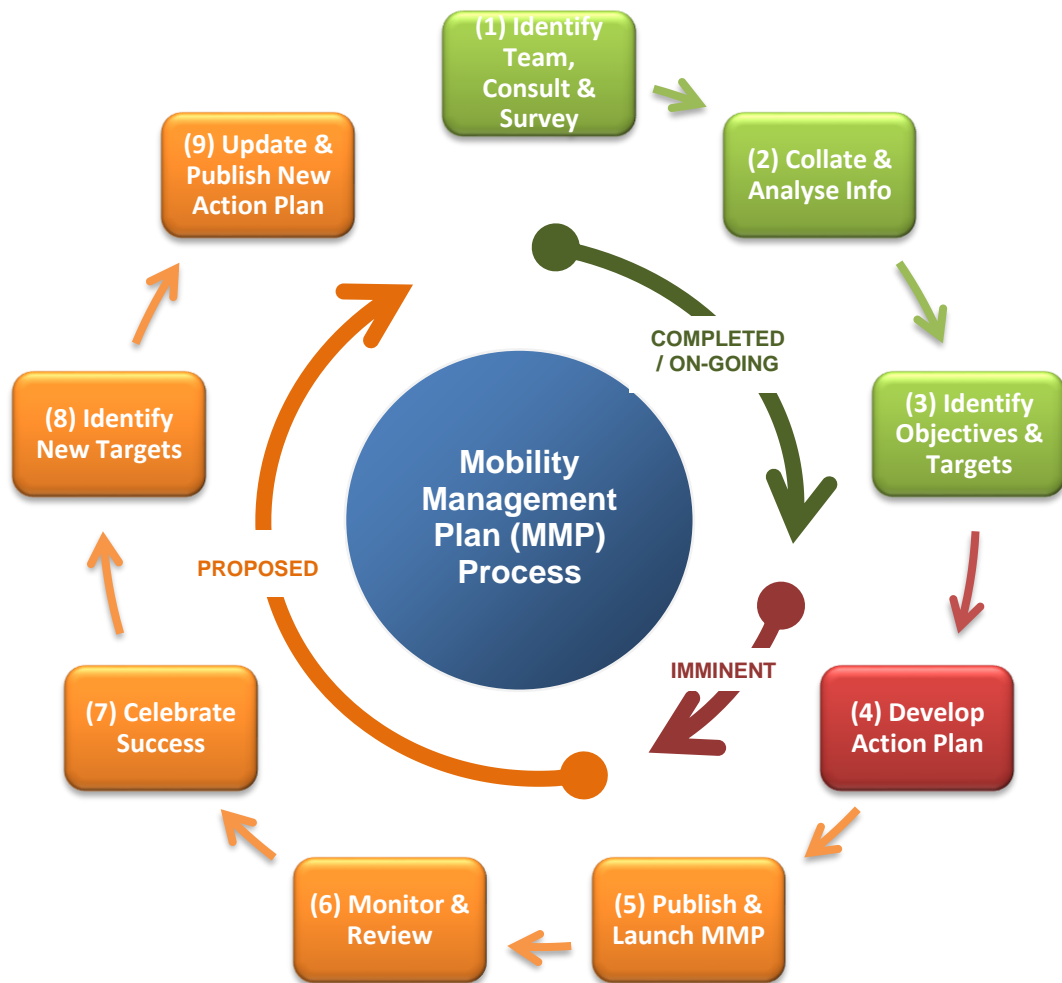 (1) Identify
Team,
Consult &
Survey
(2) Collate &
Analyse Info
(3) Identify
Objectives &
Targets
(4) Develop
Action Plan
(5) Publish &
Launch MMP
(6) Monitor &
Review
(7) Celebrate
Success
(8) Identify
New Targets
(9) Update &
Publish New
Action Plan
COMPLETED
/ ON-GOING
IMMINENT
PROPOSED
Mobility
Management
Plan (MMP)
Process